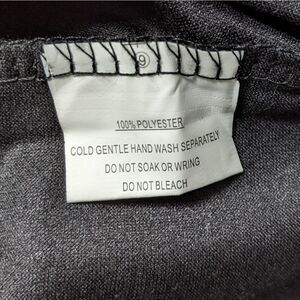 9
100% POLYESTER
COLD GENTLE HAND WASH SEPARATELY
DO NOT SOAK OR WRING
DO NOT BLEACH